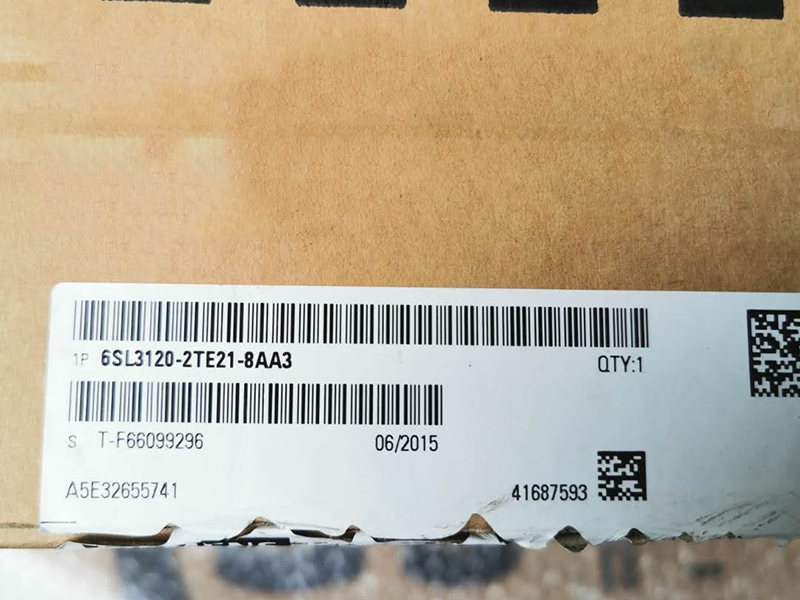 1P 6SL3120-2TE21-8AA3 QTY:1
S T-F66099296 06/2015
A5E32655741 41687593